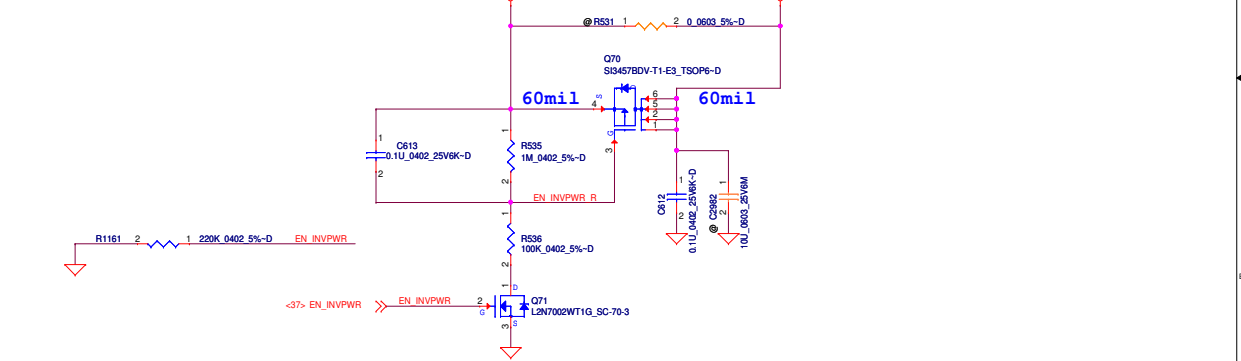 @ R531 1 2 0_0603_5%~D
Q70
SI3457BDV-T1-E3_TSOP6~D
60mil 4 S 6 5 2 1 60mil
G
3
1
C613
0.1U_0402_25V6K~D
2
1
R535
1M_0402_5%~D
2
EN_INVPWR_R
1
C612
0.1U_0402_25V6K~D
2
1
@ C2982
10U_0603_25V6M
2
R1161 2 1 220K_0402_5%~D EN_INVPWR
1
R536
100K_0402_5%~D
2
<37> EN_INVPWR EN_INVPWR 2 G
1 D
Q71
L2N7002WT1G_SC-70-3
3 S